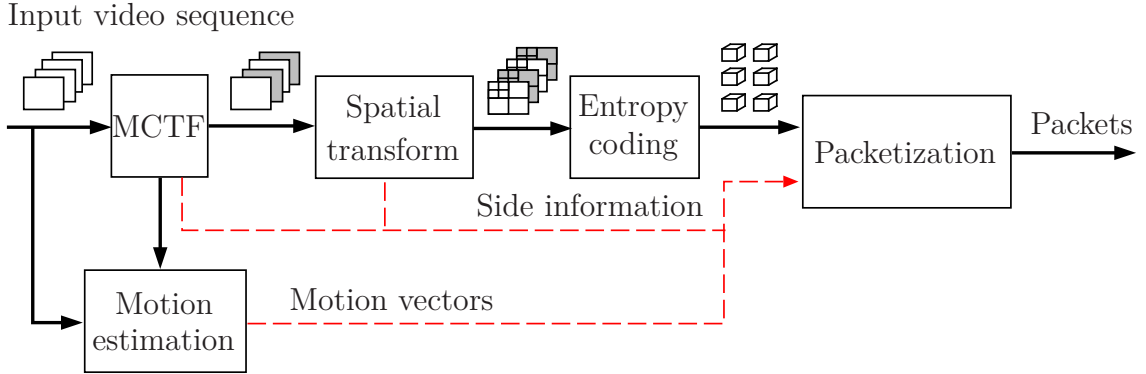 Input video sequence
MCTF
Spatial
transform
Entropy
coding
Packetization
Packets
Side information
Motion
estimation
Motion vectors